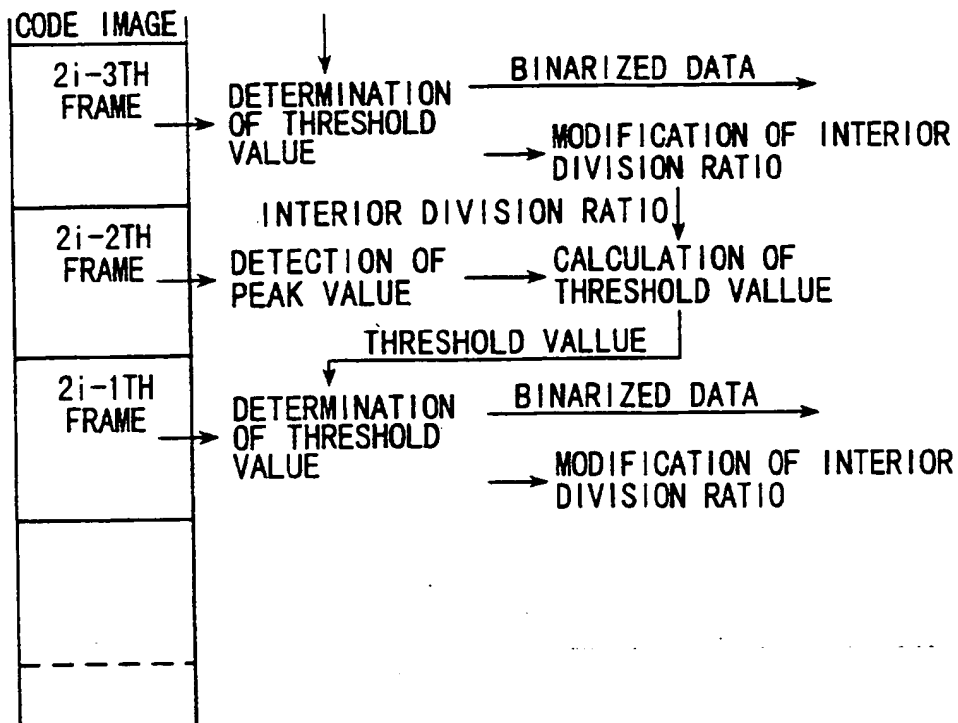 CODE IMAGE
2i-3TH
FRAME
DETERMINATION
OF THRESHOLD
VALUE
BINARIZED DATA
MODIFICATION OF INTERIOR
DIVISION RATIO
INTERIOR DIVISION RATIO
2i-2TH
FRAME
DETECTION OF
PEAK VALUE
CALCULATION OF
THRESHOLD VALLUE
THRESHOLD VALLUE
2i-1TH
FRAME
DETERMINATION
OF THRESHOLD
VALUE
BINARIZED DATA
MODIFICATION OF INTERIOR
DIVISION RATIO